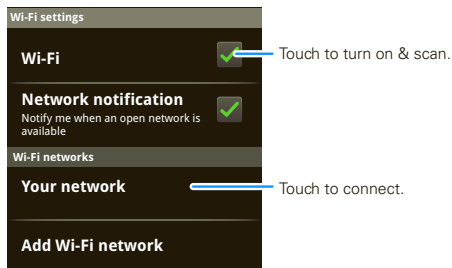 Wi-Fi settings
Wi-Fi
Touch to turn on & scan.
Network notification
Notify me when an open network is
available
Wi-Fi networks
Your network
Touch to connect.
Add Wi-Fi network